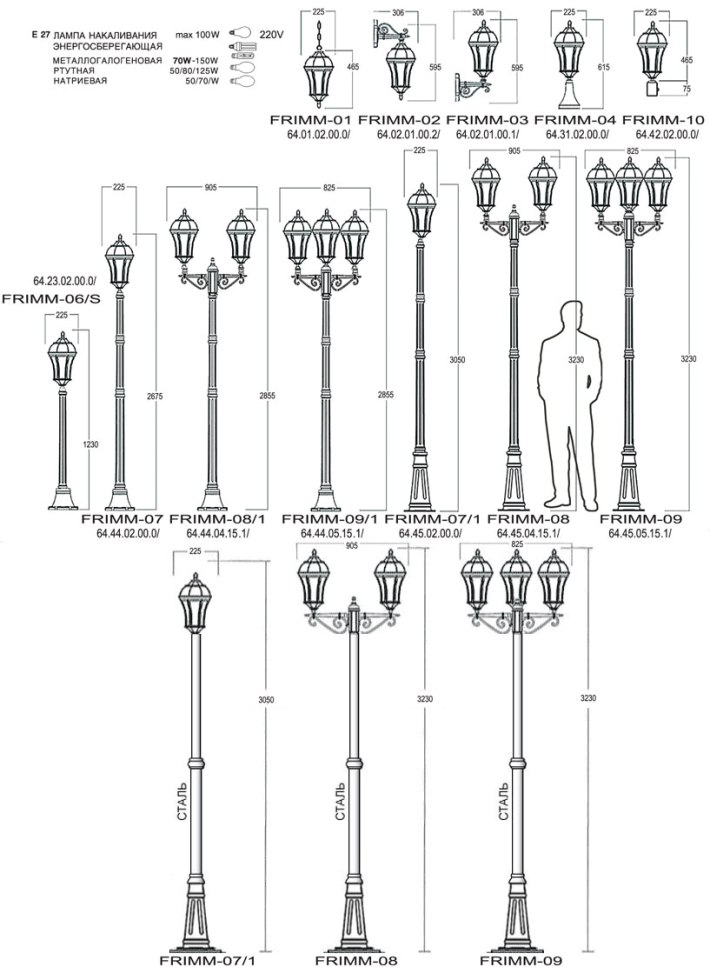 E 27 ЛАМПА НАКАЛИВАНИЯ max 100W 220V
ЭНЕРГОСБЕРЕГАЮЩАЯ
МЕТАЛЛОГАЛОГЕНОВАЯ 70W-150W
РТУТНАЯ 50/80/125W
НАТРИЕВАЯ 50/70/W
225 306 306 225 225
465 595 595 615 465
75
FRIMM-01 FRIMM-02 FRIMM-03 FRIMM-04 FRIMM-10
64.01.02.00.0/ 64.02.01.00.2/ 64.02.01.00.1/ 64.31.02.00.0/ 64.42.02.00.0/
225 905 825 225 905 825
64.23.02.00.0/
FRIMM-06/S
225
1230 2675 2855 2855 3050 3230 3230
FRIMM-07 FRIMM-08/1 FRIMM-09/1 FRIMM-07/1 FRIMM-08 FRIMM-09
64.44.02.00.0/ 64.44.04.15.1/ 64.44.05.15.1/ 64.45.02.00.0/ 64.45.04.15.1/ 64.45.05.15.1/
225 905 825
3050 3230 3230
СТАЛЬ СТАЛЬ СТАЛЬ
FRIMM-07/1 FRIMM-08 FRIMM-09